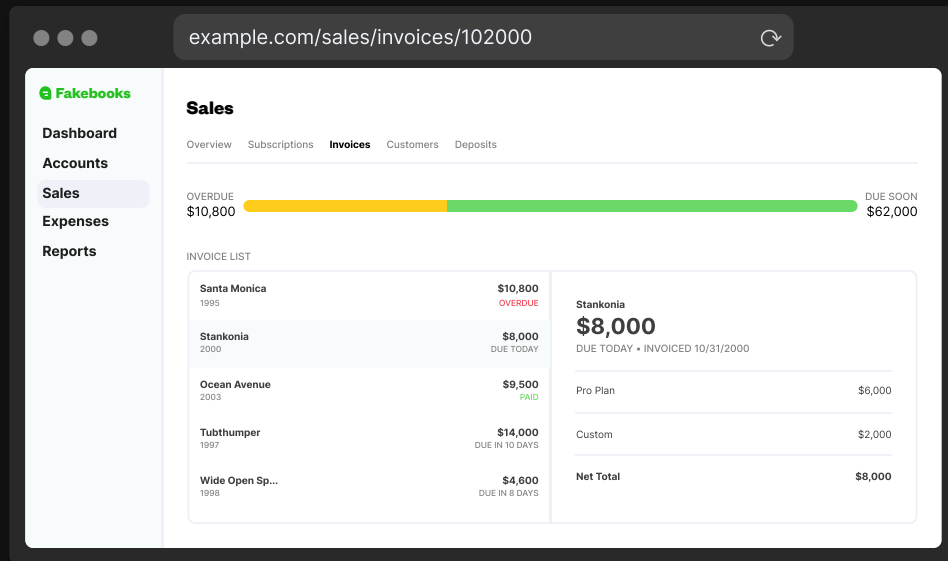 example.com/sales/invoices/102000
Fakebooks
Dashboard
Accounts
Sales
Expenses
Reports
Sales
Overview Subscriptions Invoices Customers Deposits
OVERDUE
$10,800
DUE SOON
$62,000
INVOICE LIST
Santa Monica $10,800
1995 OVERDUE
Stankonia $8,000
2000 DUE TODAY
Ocean Avenue $9,500
2003 PAID
Tubthumper $14,000
1997 DUE IN 10 DAYS
Wide Open Sp... $4,600
1998 DUE IN 8 DAYS
Stankonia
$8,000
DUE TODAY • INVOICED 10/31/2000
Pro Plan $6,000
Custom $2,000
Net Total $8,000